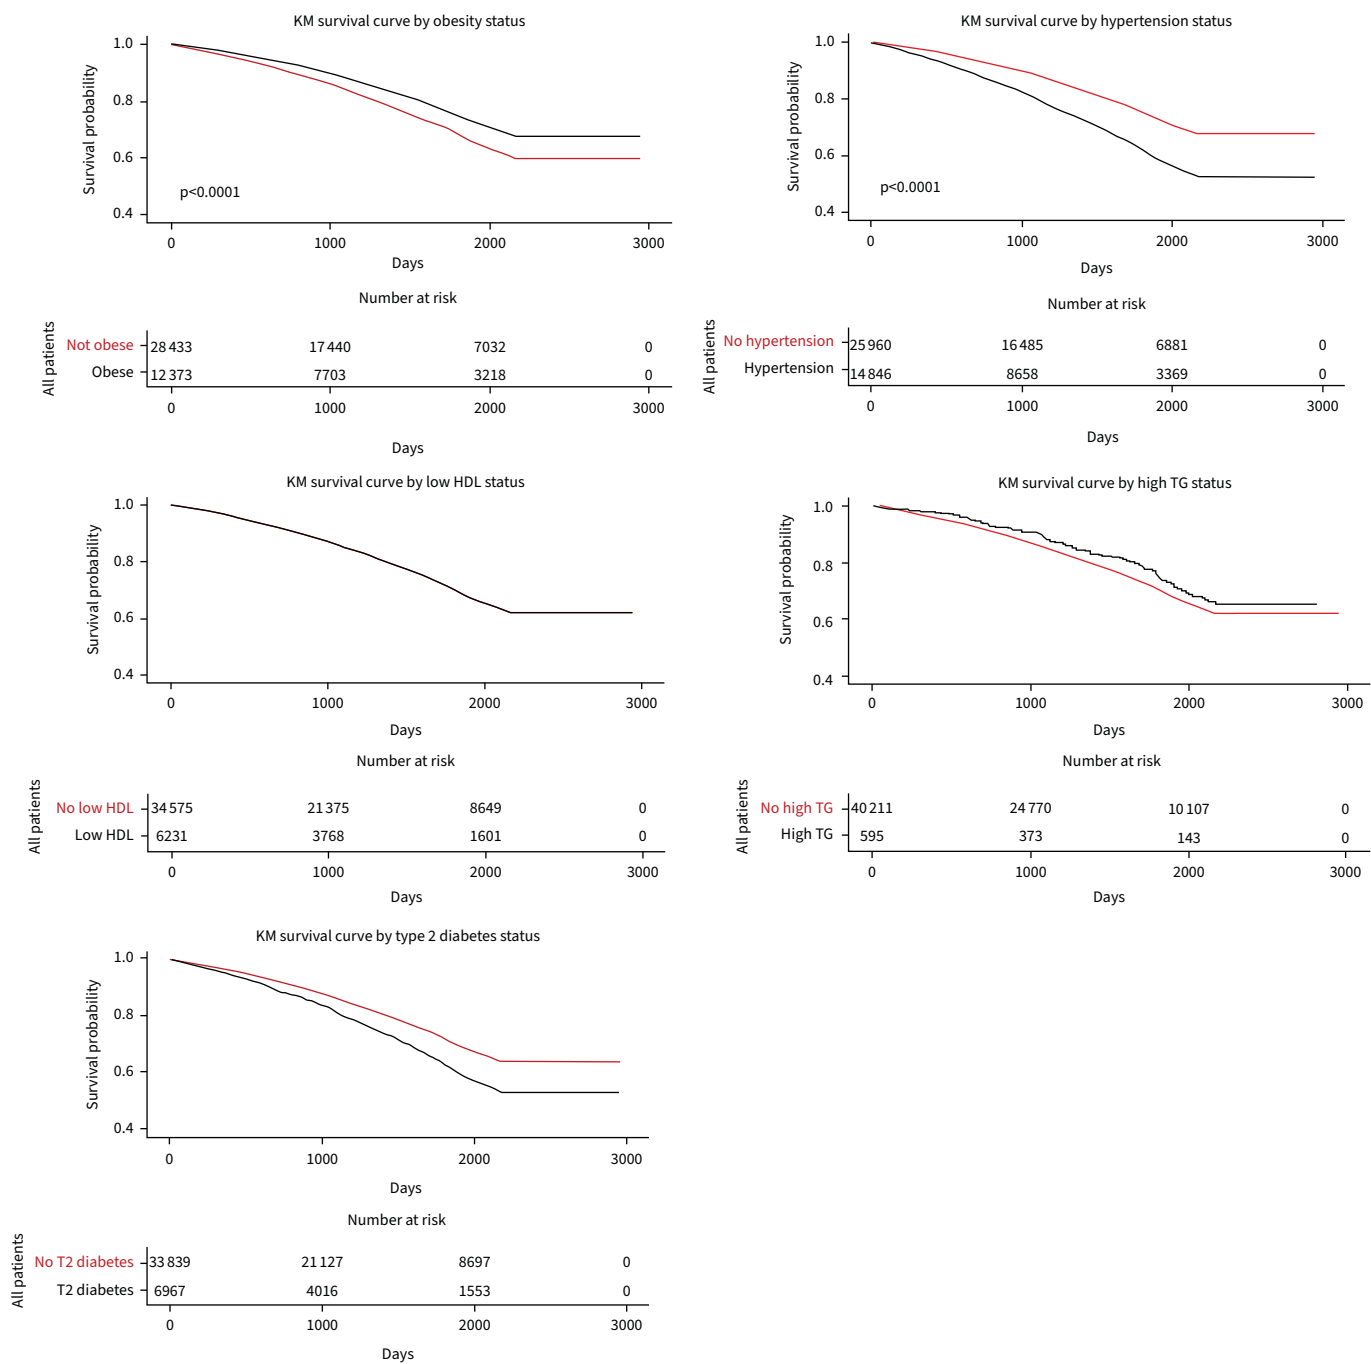 KM survival curve by obesity status
1.0
0.8
0.6
0.4
Survival probability
p<0.0001
0 1000 2000 3000
Days
Number at risk
All patients
Not obese 28 433 17 440 7032 0
Obese 12 373 7703 3218 0
0 1000 2000 3000
Days
KM survival curve by hypertension status
1.0
0.8
0.6
0.4
Survival probability
p<0.0001
0 1000 2000 3000
Days
Number at risk
All patients
No hypertension 25 960 16 485 6881 0
Hypertension 14 846 8658 3369 0
0 1000 2000 3000
Days
KM survival curve by low HDL status
1.0
0.8
0.6
0.4
Survival probability
0 1000 2000 3000
Days
Number at risk
All patients
No low HDL 34 575 21 375 8649 0
Low HDL 6231 3768 1601 0
0 1000 2000 3000
Days
KM survival curve by high TG status
1.0
0.8
0.6
0.4
Survival probability
0 1000 2000 3000
Days
Number at risk
All patients
No high TG 40 211 24 770 10 107 0
High TG 595 373 143 0
0 1000 2000 3000
Days
KM survival curve by type 2 diabetes status
1.0
0.8
0.6
0.4
Survival probability
0 1000 2000 3000
Days
Number at risk
All patients
No T2 diabetes 33 839 21 127 8697 0
T2 diabetes 6967 4016 1553 0
0 1000 2000 3000
Days